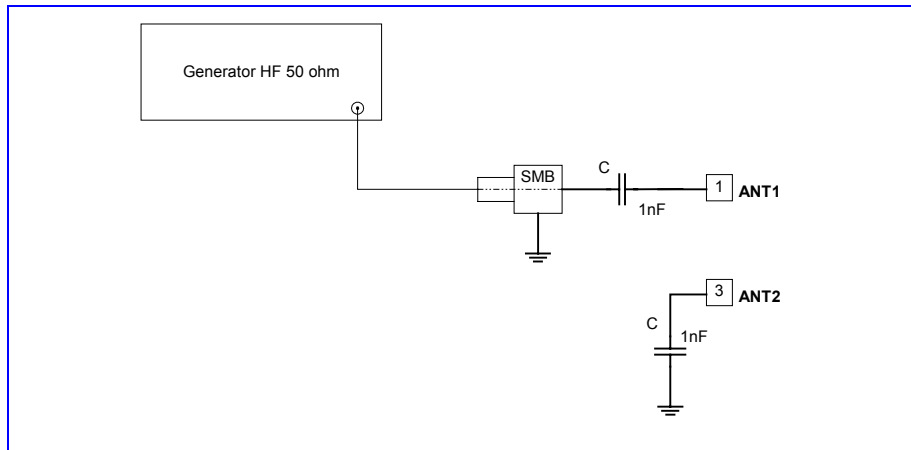 Generator HF 50 ohm
SMB
C
1nF
1
ANT1
3
ANT2
C
1nF